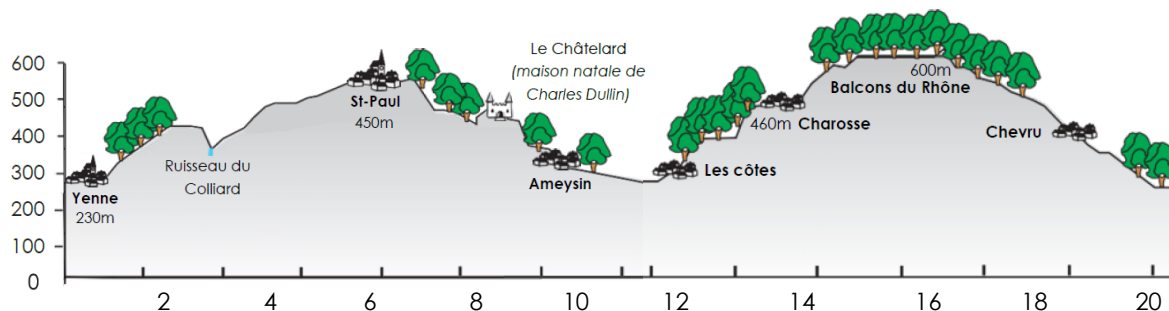 600
500
400
300
200
100
0
Yenne
230m
Ruisseau du
Colliard
St-Paul
450m
Le Châtelard
(maison natale de
Charles Dullin)
Ameysin
Les côtes
460m Charosse
600m
Balcons du Rhône
Chevru
2 4 6 8 10 12 14 16 18 20